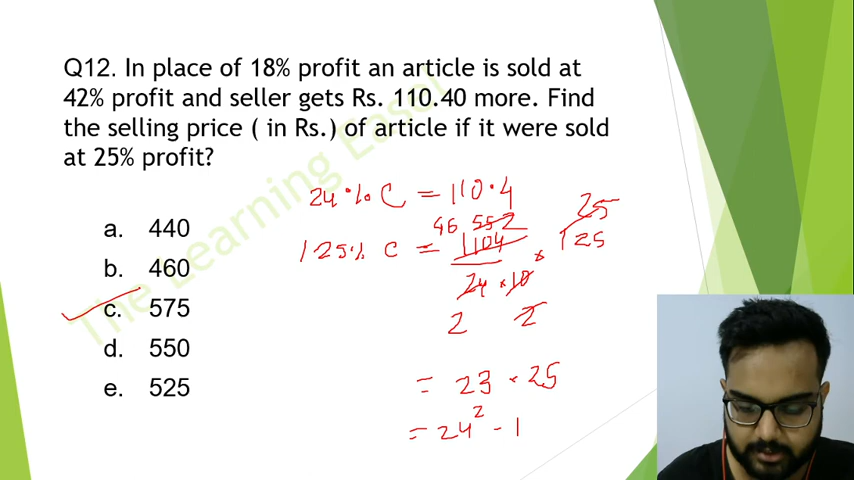 Q12. In place of 18% profit an article is sold at
42% profit and seller gets Rs. 110.40 more. Find
the selling price ( in Rs.) of article if it were sold
at 25% profit?
a. 440
b. 460
c. 575
d. 550
e. 525
24% C = 110.4
46 552 25
125% C = 1104 * 125
24 * 10
2 2
= 23 * 25
= 24² - 1
The Learning Easer